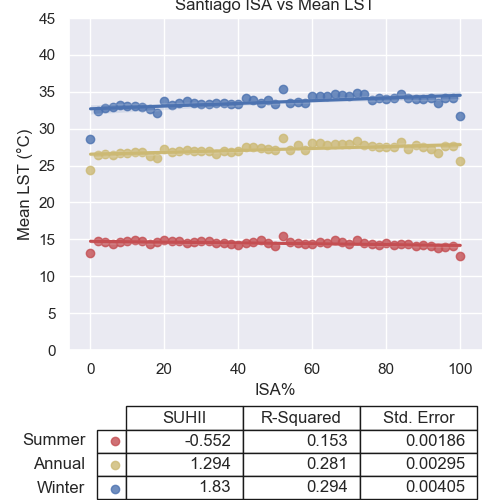 Santiago ISA vs Mean LST
45
40
35
30
25
20
15
10
5
0
Mean LST (°C)
0 20 40 60 80 100
ISA%
SUHII R-Squared Std. Error
Summer -0.552 0.153 0.00186
Annual 1.294 0.281 0.00295
Winter 1.83 0.294 0.00405